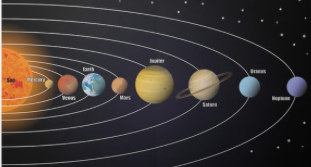 Sun
Mercury
Venus
Earth
Mars
Jupiter
Saturn
Uranus
Neptune